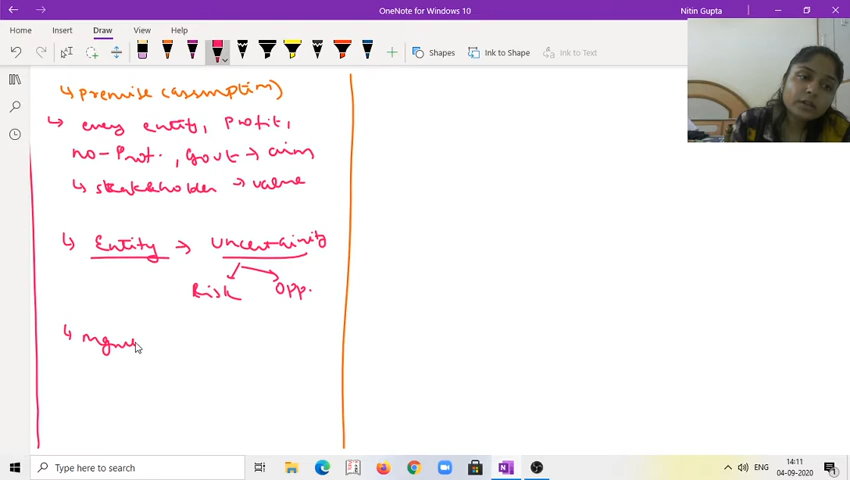 OneNote for Windows 10
Nitin Gupta
Home Insert Draw View Help
Shapes Ink to Shape Ink to Text
↳ premise (assumption)
↳ every entity, Profit,
no-Prof., Govt → aim
↳ stakeholder → value
↳ Entity → Uncertainity
Risk Opp.
↳ mgm
Type here to search
ENG
14:11
04-09-2020